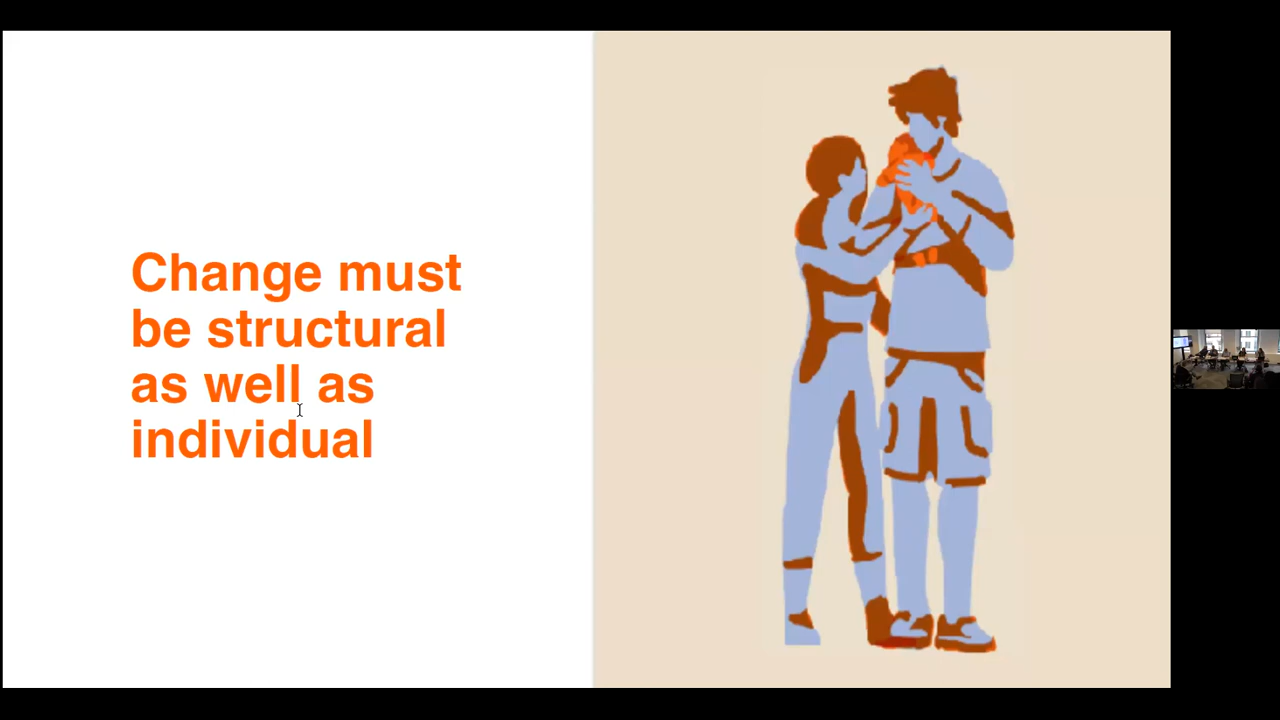 Change must
be structural
as well as
individual